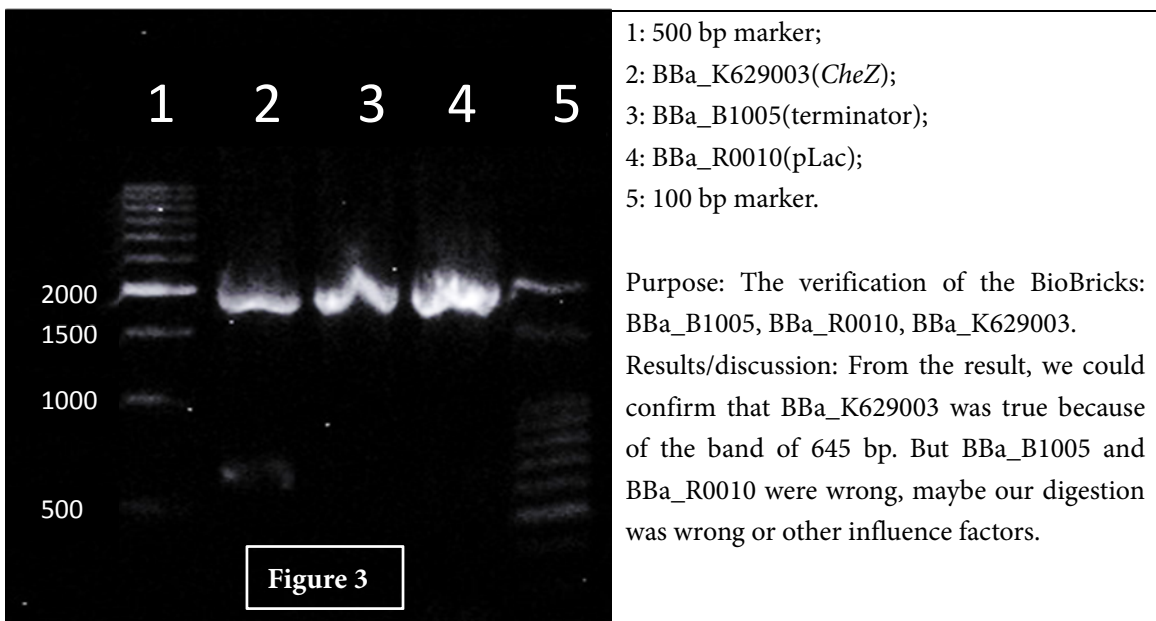 1 2 3 4 5
2000
1500
1000
500
Figure 3
1: 500 bp marker;
2: BBa_K629003(CheZ);
3: BBa_B1005(terminator);
4: BBa_R0010(pLac);
5: 100 bp marker.
Purpose: The verification of the BioBricks:
BBa_B1005, BBa_R0010, BBa_K629003.
Results/discussion: From the result, we could
confirm that BBa_K629003 was true because
of the band of 645 bp. But BBa_B1005 and
BBa_R0010 were wrong, maybe our digestion
was wrong or other influence factors.